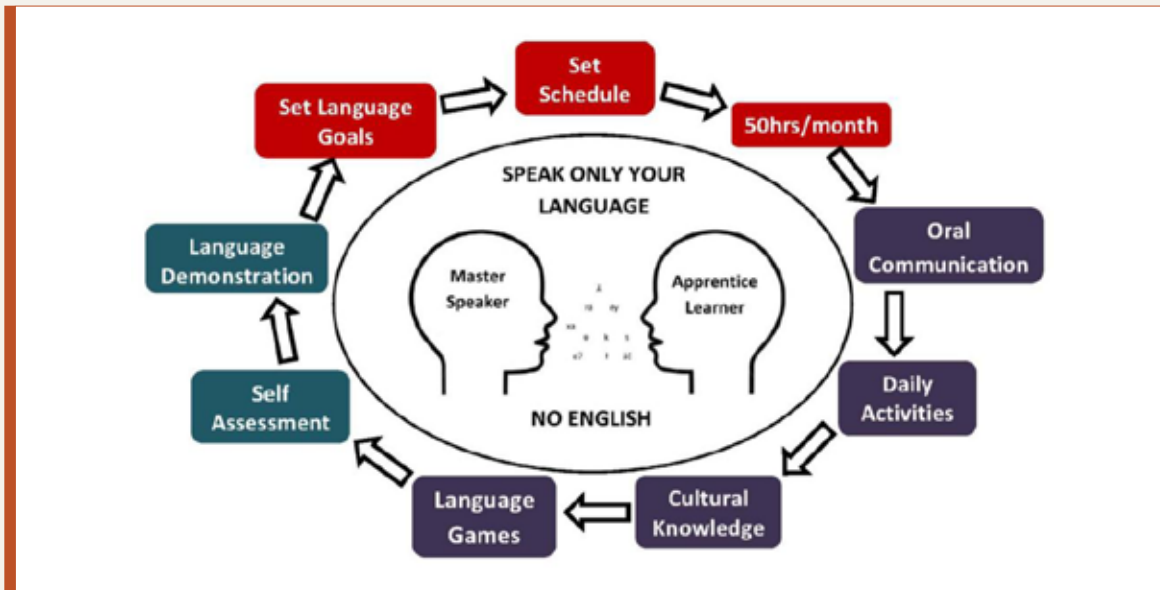 Set
Schedule
Set Language
Goals
50hrs/month
SPEAK ONLY YOUR
LANGUAGE
Oral
Communication
Language
Demonstration
Master
Speaker
Apprentice
Learner
ey
k s
Daily
Activities
Self
Assessment
NO ENGLISH
Cultural
Knowledge
Language
Games